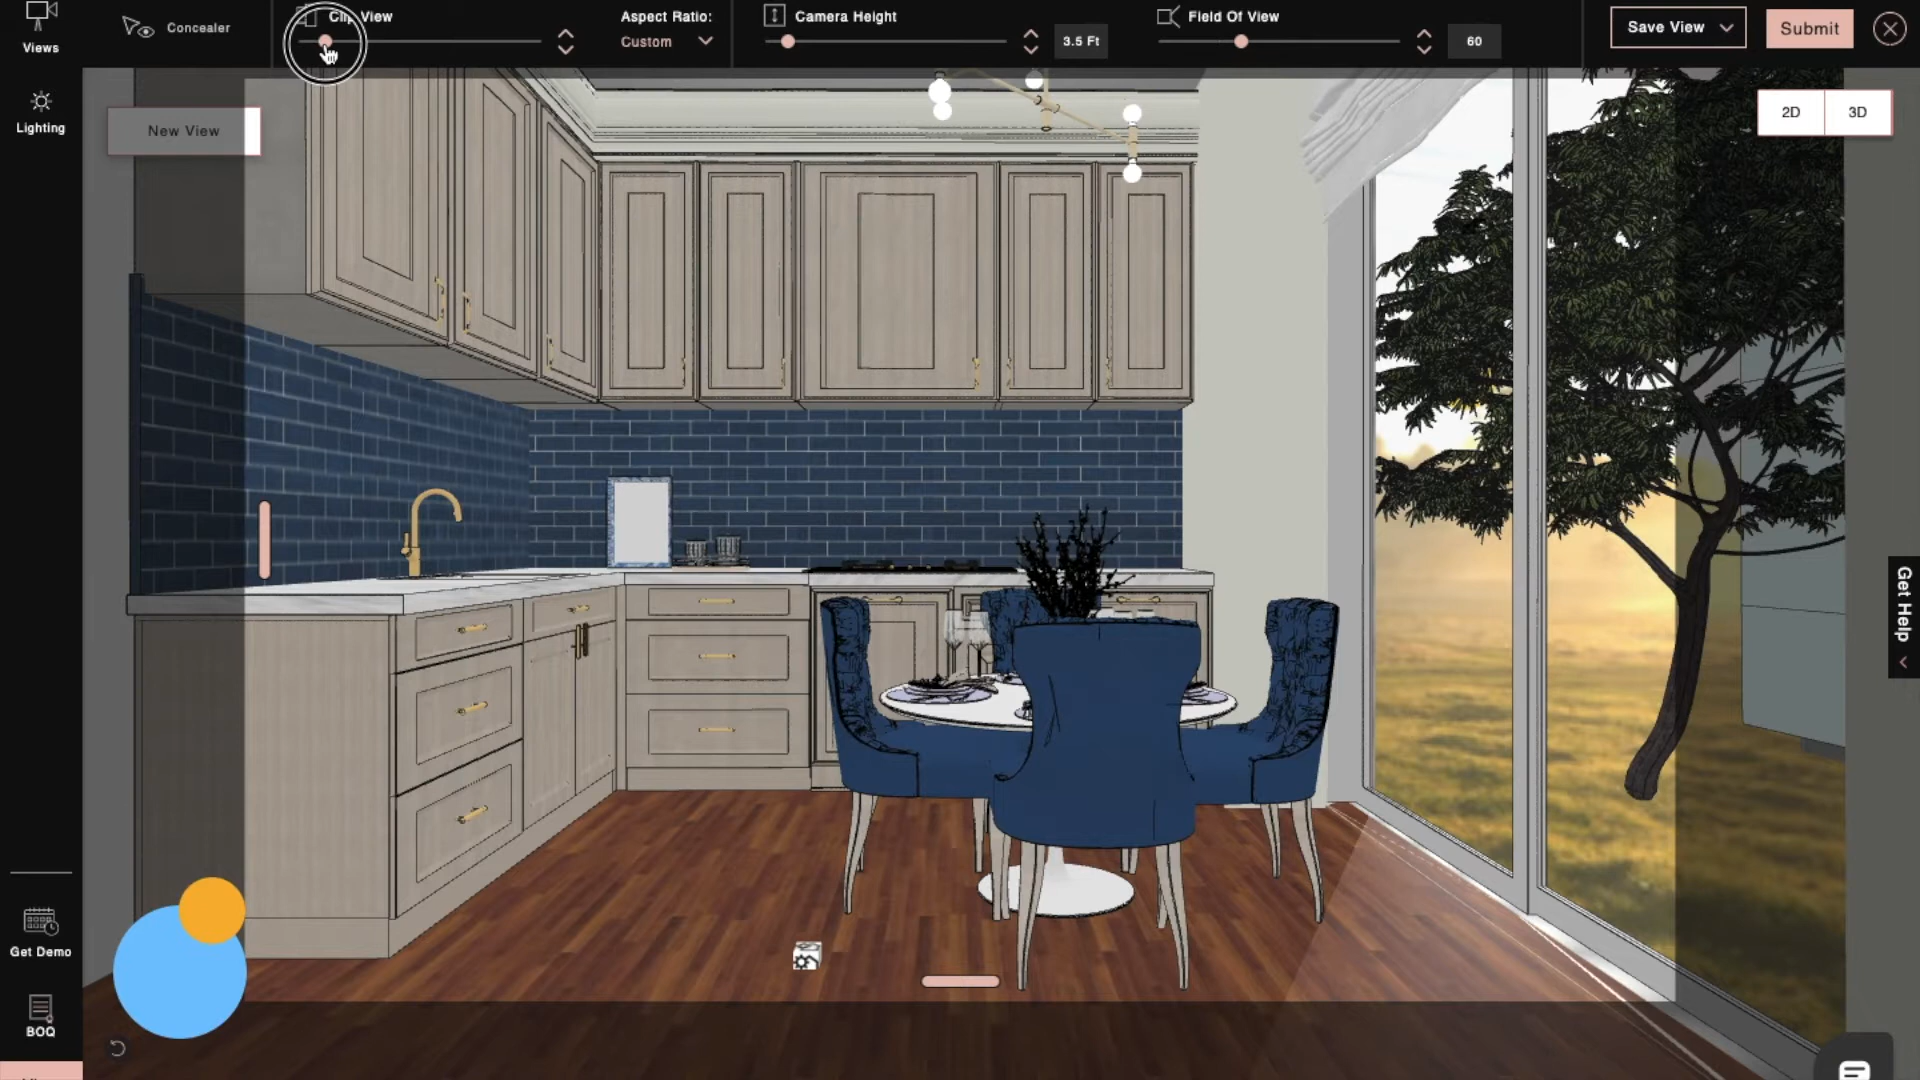 Views
Concealer
Clip View
Aspect Ratio:
Custom
Camera Height
3.5 Ft
Field Of View
60
Save View
Submit
Lighting
New View
2D
3D
Get Help
Get Demo
BOQ